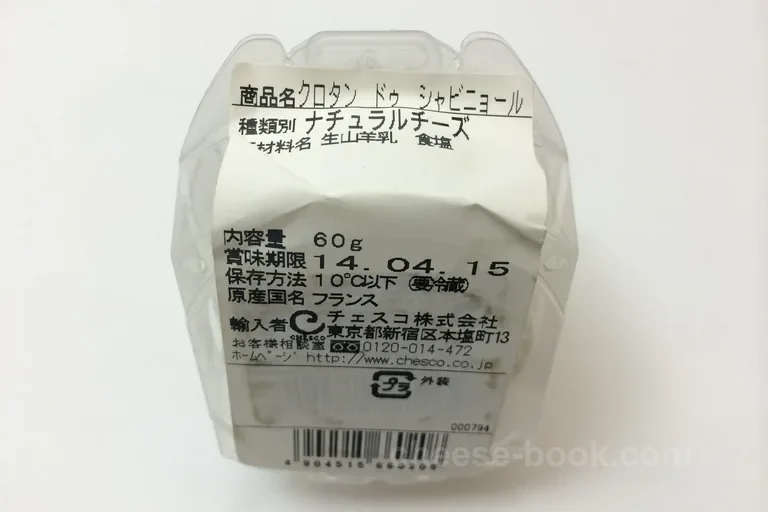 商品名クロタン ドゥ シャビニョール
種類別 ナチュラルチーズ
材料名 生山羊乳 食塩
内容量 60g
賞味期限 14.04.15
保存方法 10℃以下 (要冷蔵)
原産国名 フランス
輸入者 CHESCO チェスコ株式会社
東京都新宿区本塩町13
お客様相談室 0120-014-472
ホームページ http://www.chesco.co.jp
プラ 外装
000794
cheese-book.com